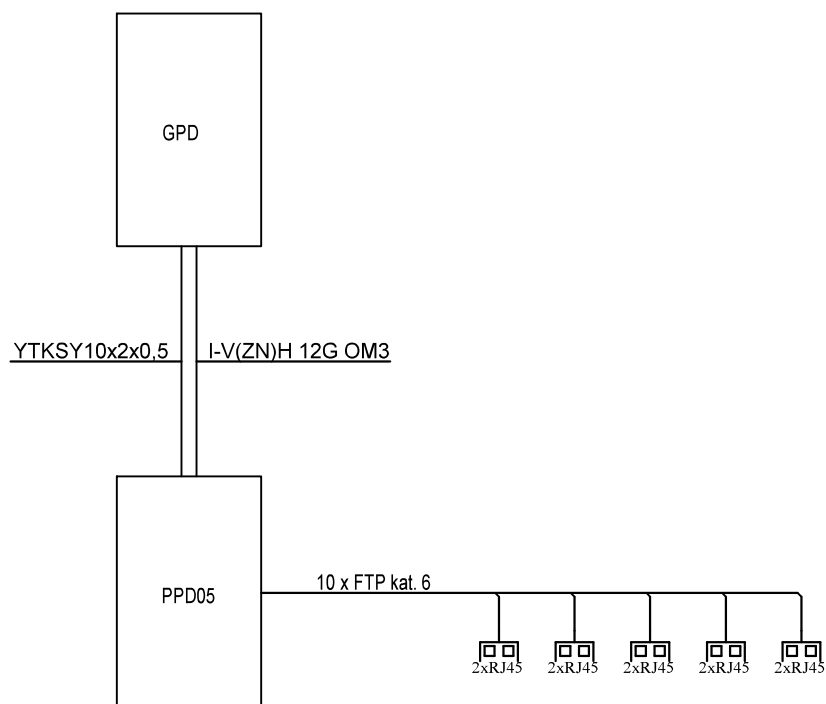 GPD
YTKSY10x2x0,5
I-V(ZN)H 12G OM3
PPD05
10 x FTP kat. 6
2xRJ45
2xRJ45
2xRJ45
2xRJ45
2xRJ45